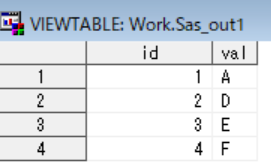 VIEWTABLE: Work.Sas_out1
id val
1 1 A
2 2 D
3 3 E
4 4 F